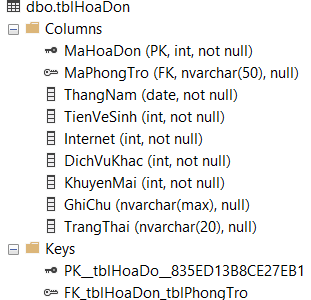 dbo.tblHoaDon
Columns
MaHoaDon (PK, int, not null)
MaPhongTro (FK, nvarchar(50), not null)
ThangNam (date, not null)
TienVeSinh (int, not null)
Internet (int, not null)
DichVuKhac (int, not null)
KhuyenMai (int, not null)
GhiChu (nvarchar(max), null)
TrangThai (nvarchar(20), null)
Keys
PK__tblHoaDo__835ED13B8CE27EB1
FK_tblHoaDon_tblPhongTro